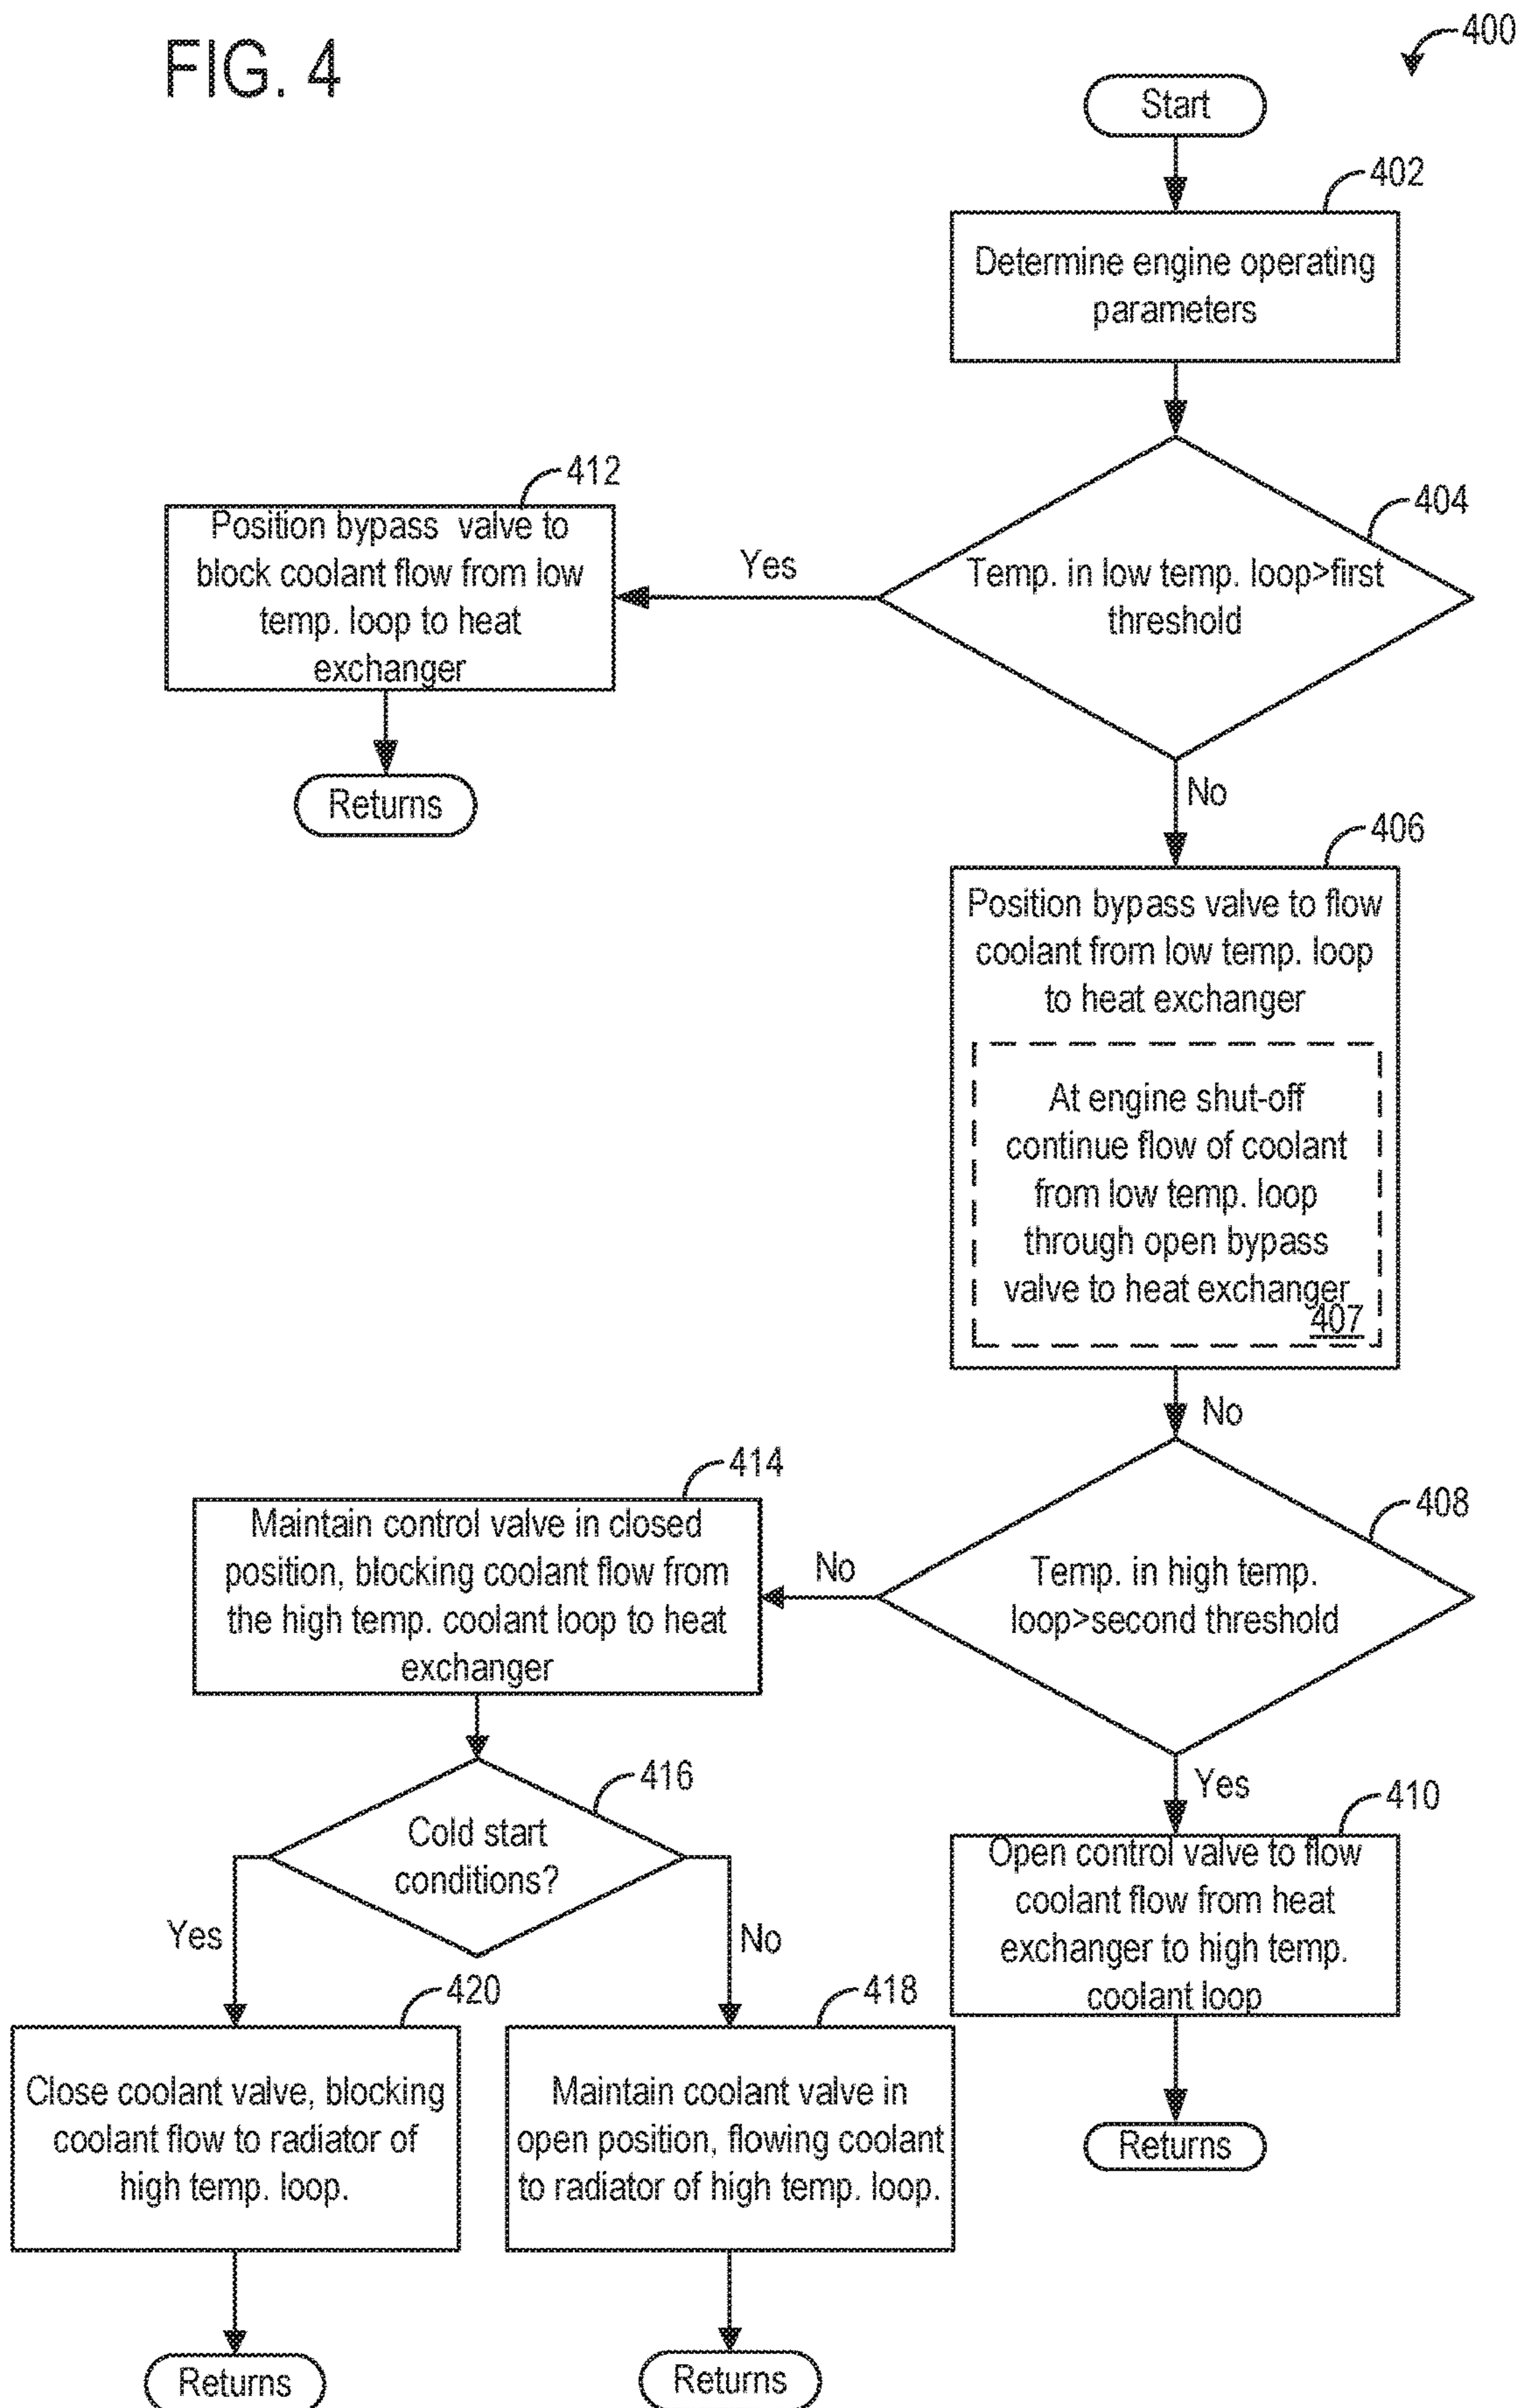 FIG. 4
400
Start
402
Determine engine operating
parameters
404
Temp. in low temp. loop>first
threshold
Yes
412
Position bypass valve to
block coolant flow from low
temp. loop to heat
exchanger
Returns
No
406
Position bypass valve to flow
coolant from low temp. loop
to heat exchanger
At engine shut-off
continue flow of coolant
from low temp. loop
through open bypass
valve to heat exchanger
407
No
408
Temp. in high temp.
loop>second threshold
No
414
Maintain control valve in closed
position, blocking coolant flow from
the high temp. coolant loop to heat
exchanger
Yes
410
Open control valve to flow
coolant flow from heat
exchanger to high temp.
coolant loop
Returns
416
Cold start
conditions?
Yes
No
420
Close coolant valve, blocking
coolant flow to radiator of
high temp. loop.
Returns
418
Maintain coolant valve in
open position, flowing coolant
to radiator of high temp. loop.
Returns